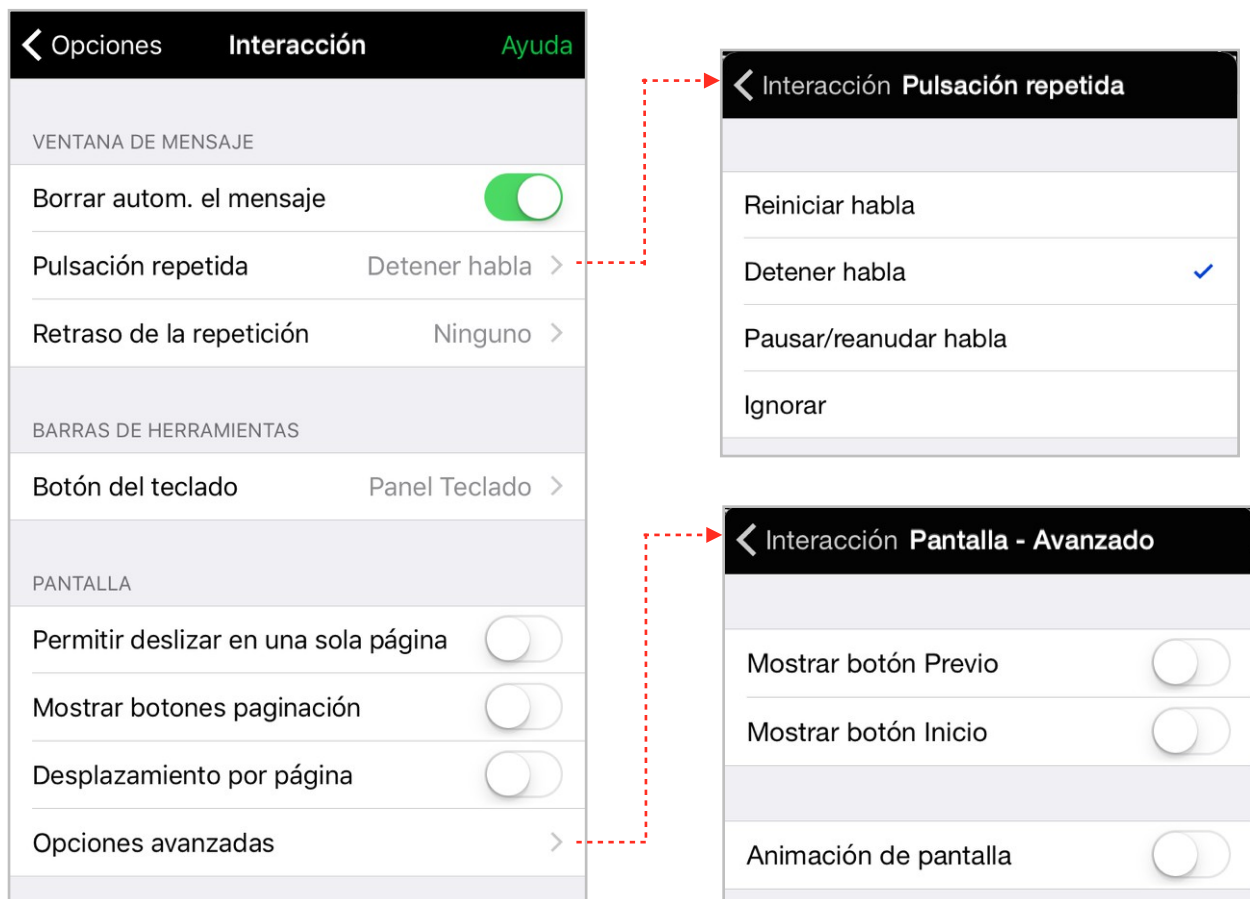 Opciones Interacción Ayuda
VENTANA DE MENSAJE
Borrar autom. el mensaje
Pulsación repetida Detener habla
Retraso de la repetición Ninguno
BARRAS DE HERRAMIENTAS
Botón del teclado Panel Teclado
PANTALLA
Permitir deslizar en una sola página
Mostrar botones paginación
Desplazamiento por página
Opciones avanzadas
Interacción Pulsación repetida
Reiniciar habla
Detener habla
Pausar/reanudar habla
Ignorar
Interacción Pantalla - Avanzado
Mostrar botón Previo
Mostrar botón Inicio
Animación de pantalla